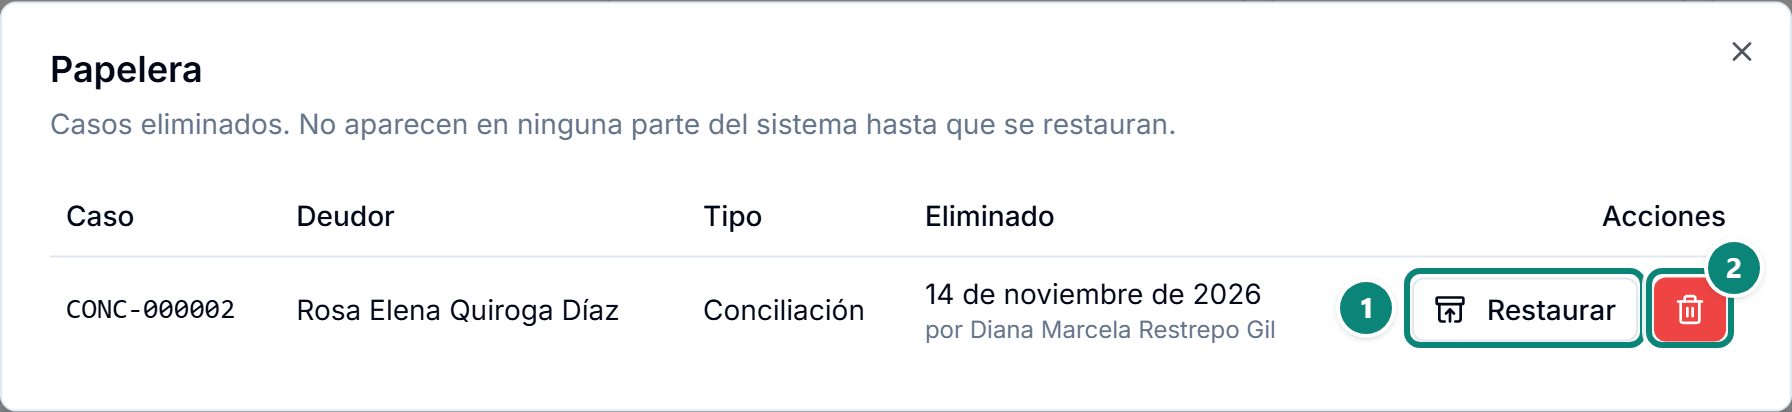 Papelera
Casos eliminados. No aparecen en ninguna parte del sistema hasta que se restauran.
Caso Deudor Tipo Eliminado Acciones
CONC-000002 Rosa Elena Quiroga Díaz Conciliación 14 de noviembre de 2026 1 Restaurar 2
por Diana Marcela Restrepo Gil